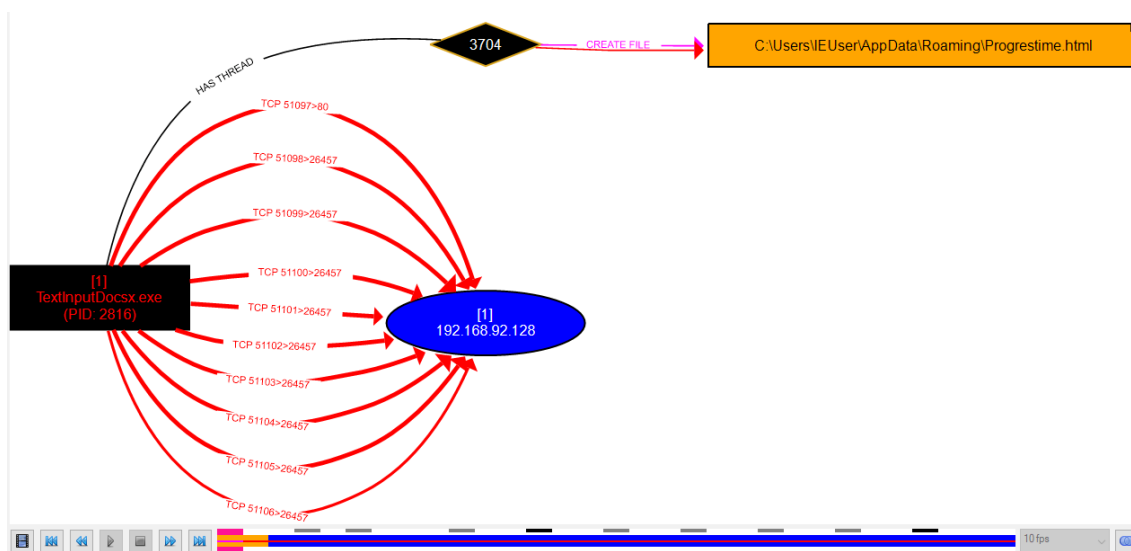 3704
CREATE FILE
C:\Users\IEUser\AppData\Roaming\Progrestime.html
HAS THREAD
TCP 51097>80
TCP 51098>26457
TCP 51099>26457
TCP 51100>26457
[1]
TextInputDocsx.exe
(PID: 2816)
TCP 51101>26457
[1]
192.168.92.128
TCP 51102>26457
TCP 51103>26457
TCP 51104>26457
TCP 51105>26457
TCP 51106>26457
10 fps